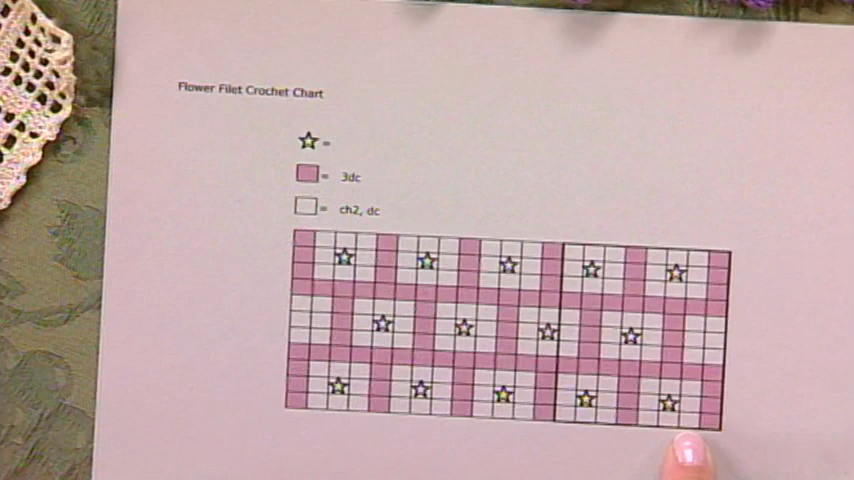 Flower Filet Crochet Chart
=
= 3dc
= ch2, dc